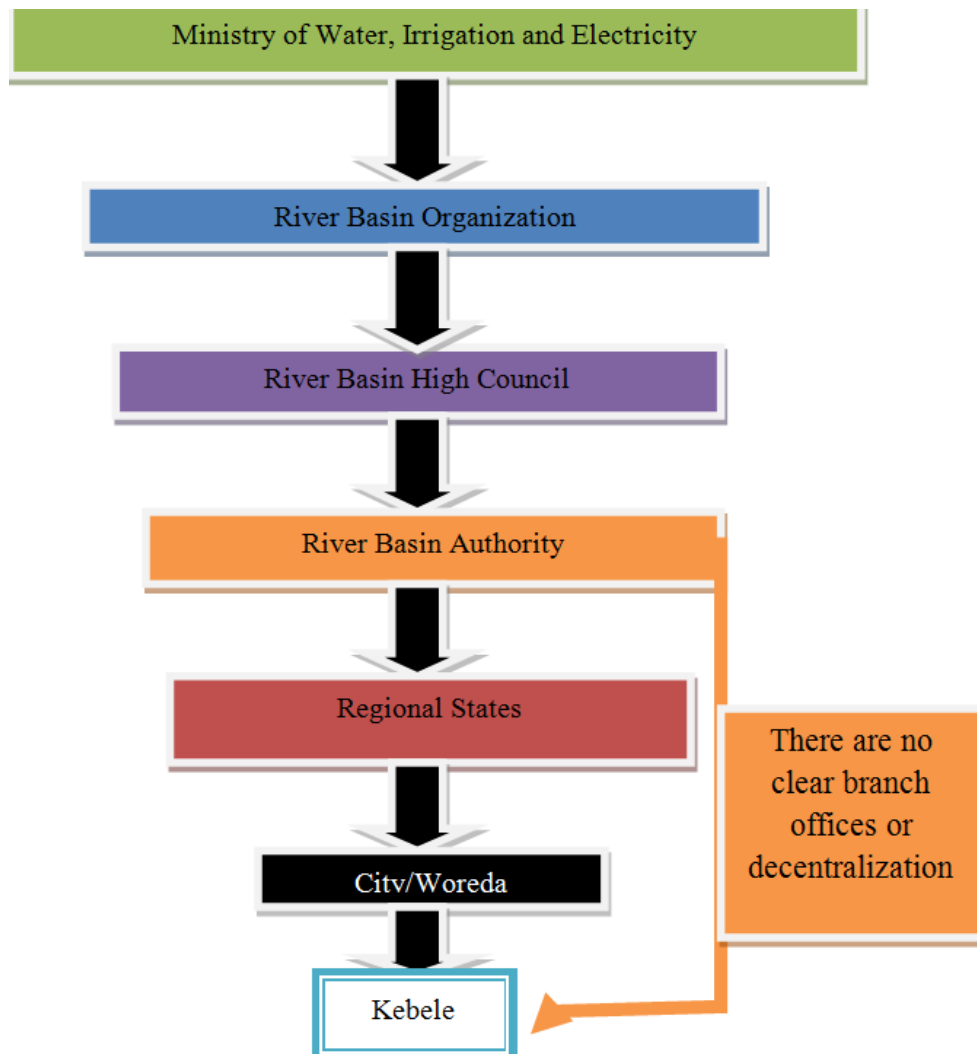 Ministry of Water, Irrigation and Electricity
River Basin Organization
River Basin High Council
River Basin Authority
Regional States
There are no
clear branch
offices or
decentralization
City/Woreda
Kebele